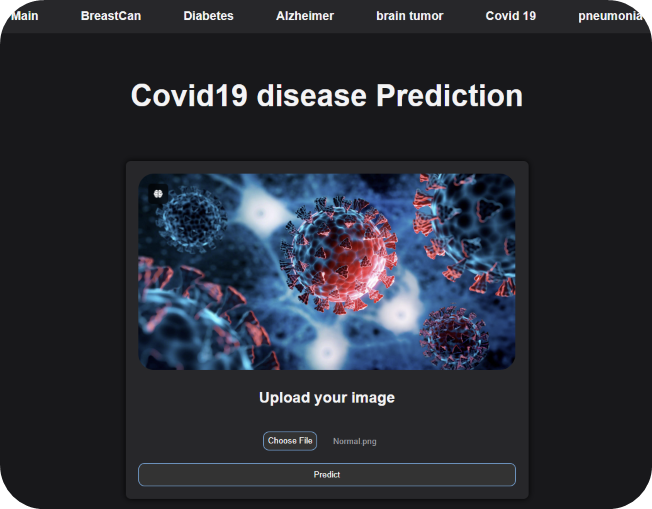 Main BreastCan Diabetes Alzheimer brain tumor Covid 19 pneumonia
Covid19 disease Prediction
Upload your image
Choose File Normal.png
Predict